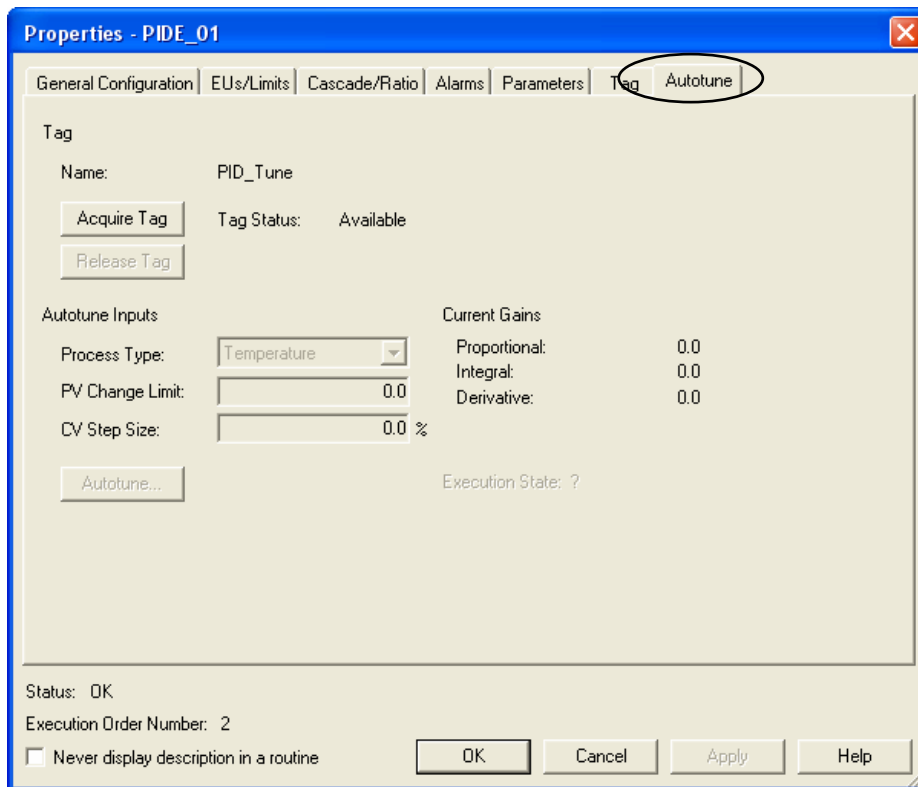 Properties - PIDE_01
General Configuration EUs/Limits Cascade/Ratio Alarms Parameters Tag Autotune
Tag
Name: PID_Tune
Acquire Tag Tag Status: Available
Release Tag
Autotune Inputs Current Gains
Process Type: Temperature Proportional: 0.0
Integral: 0.0
PV Change Limit: 0.0 Derivative: 0.0
CV Step Size: 0.0 %
Autotune... Execution State: ?
Status: OK
Execution Order Number: 2
Never display description in a routine OK Cancel Apply Help